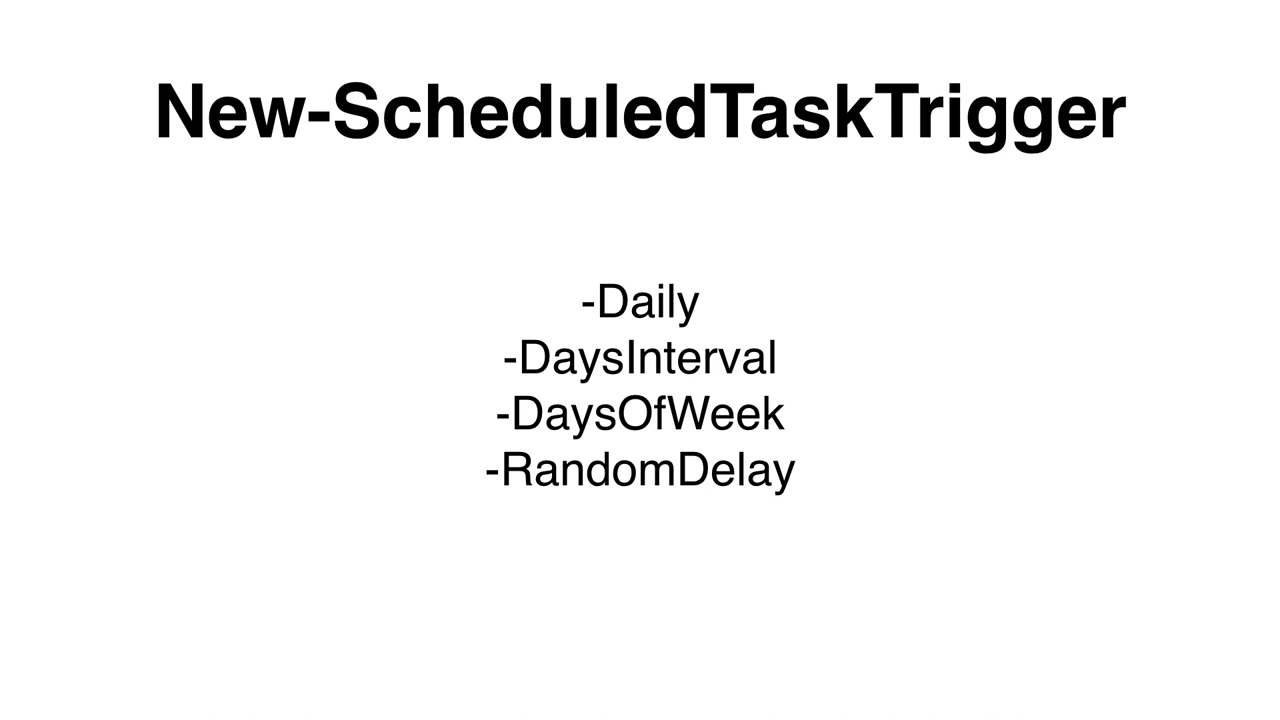 New-ScheduledTaskTrigger
-Daily
-DaysInterval
-DaysOfWeek
-RandomDelay